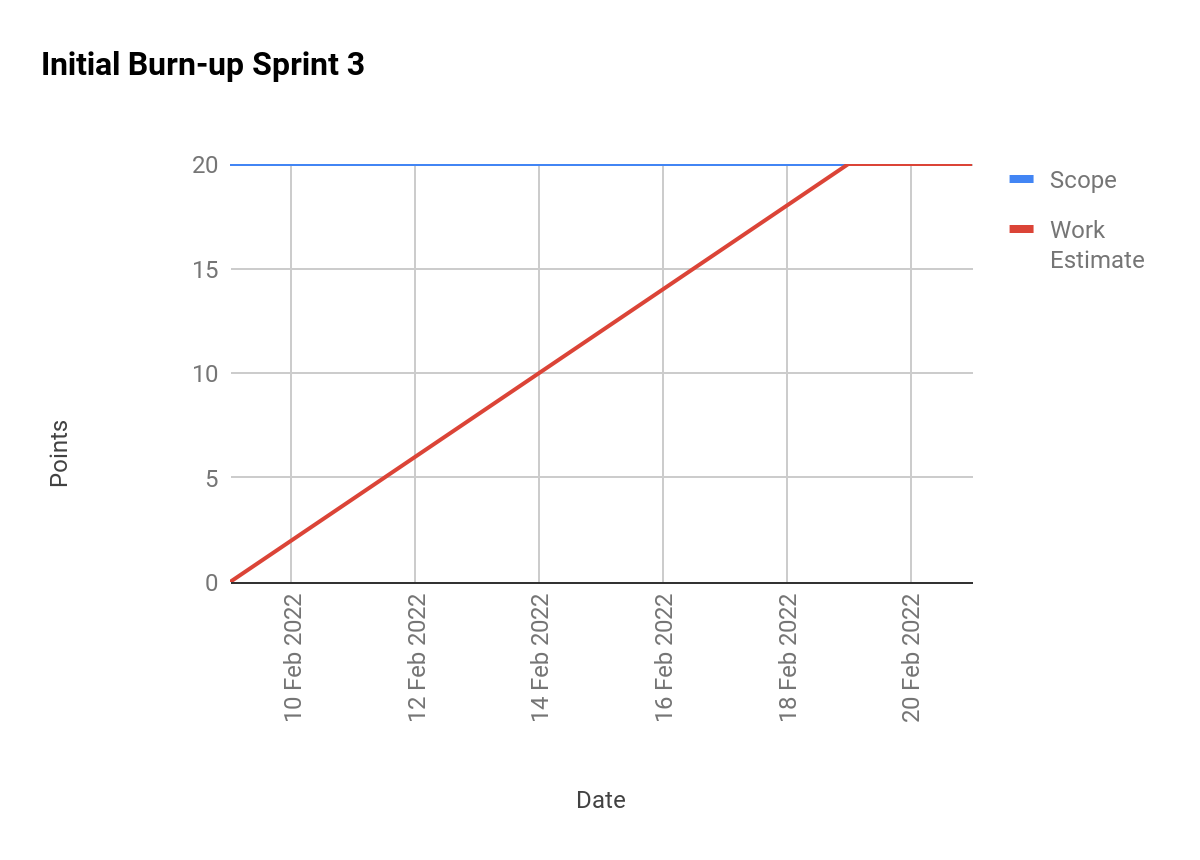 Initial Burn-up Sprint 3
20
15
10
5
0
Points
10 Feb 2022
12 Feb 2022
14 Feb 2022
16 Feb 2022
18 Feb 2022
20 Feb 2022
Date
Scope
Work
Estimate